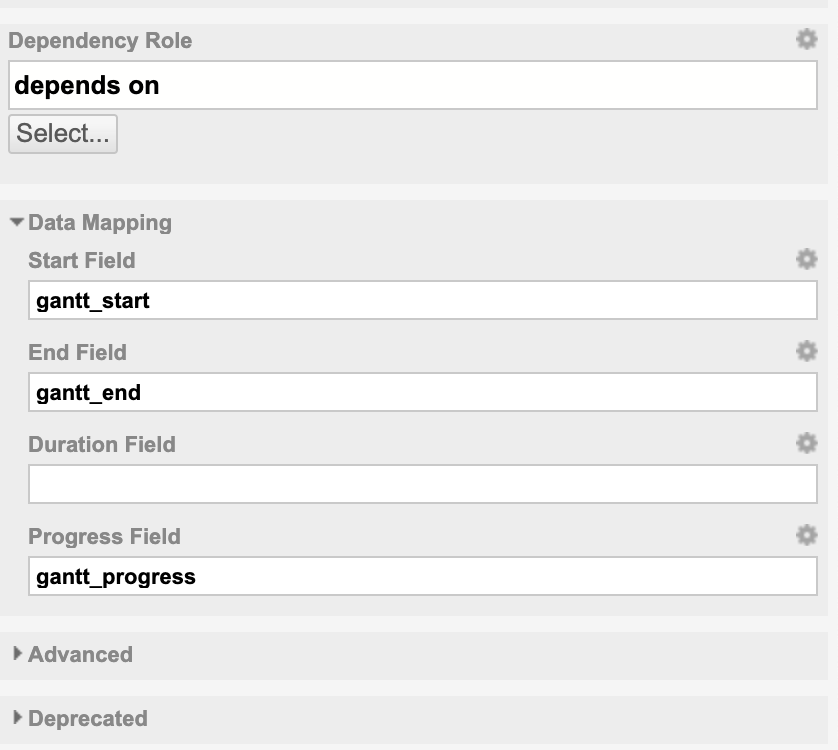 Dependency Role
depends on
Select...
Data Mapping
Start Field
gantt_start
End Field
gantt_end
Duration Field
Progress Field
gantt_progress
Advanced
Deprecated